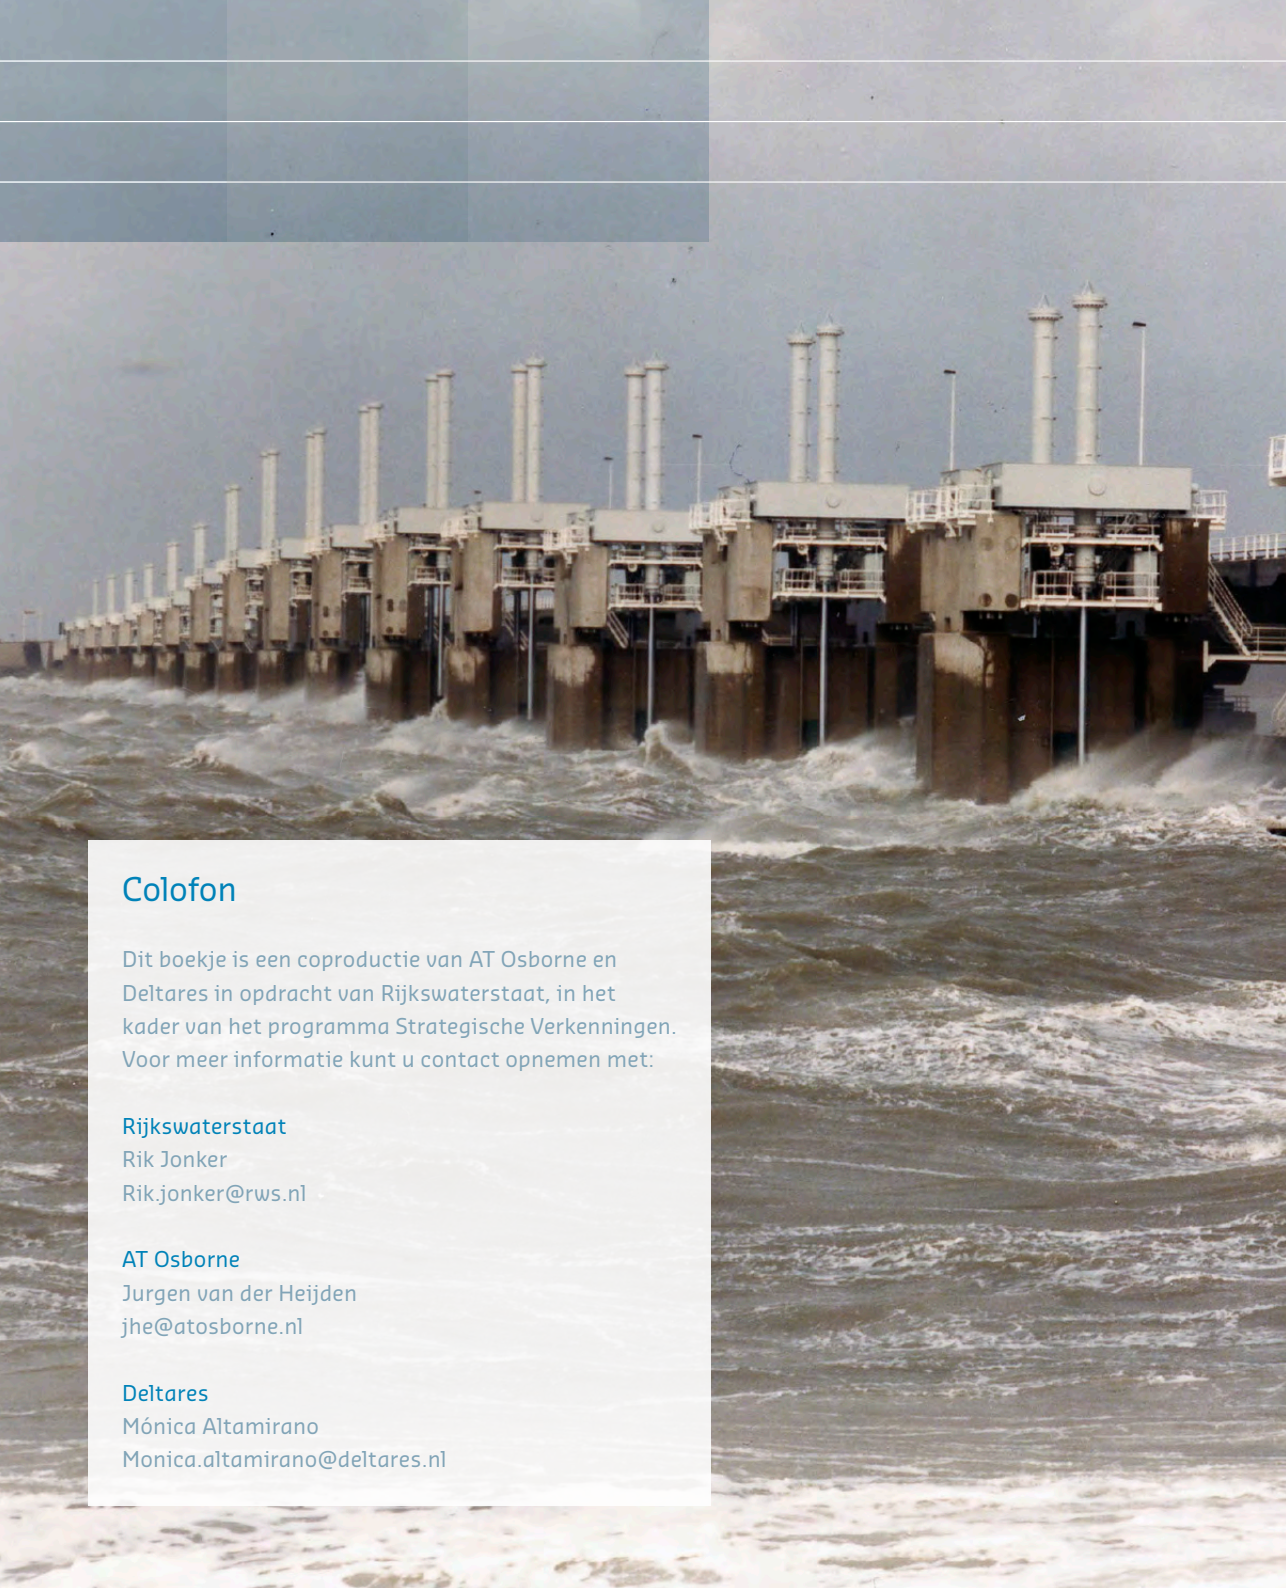 Colofon
Dit boekje is een coproductie van AT Osborne en
Deltares in opdracht van Rijkswaterstaat, in het
kader van het programma Strategische Verkenningen.
Voor meer informatie kunt u contact opnemen met:
Rijkswaterstaat
Rik Jonker
Rik.jonker@rws.nl
AT Osborne
Jurgen van der Heijden
jhe@atosborne.nl
Deltares
Mónica Altamirano
Monica.altamirano@deltares.nl